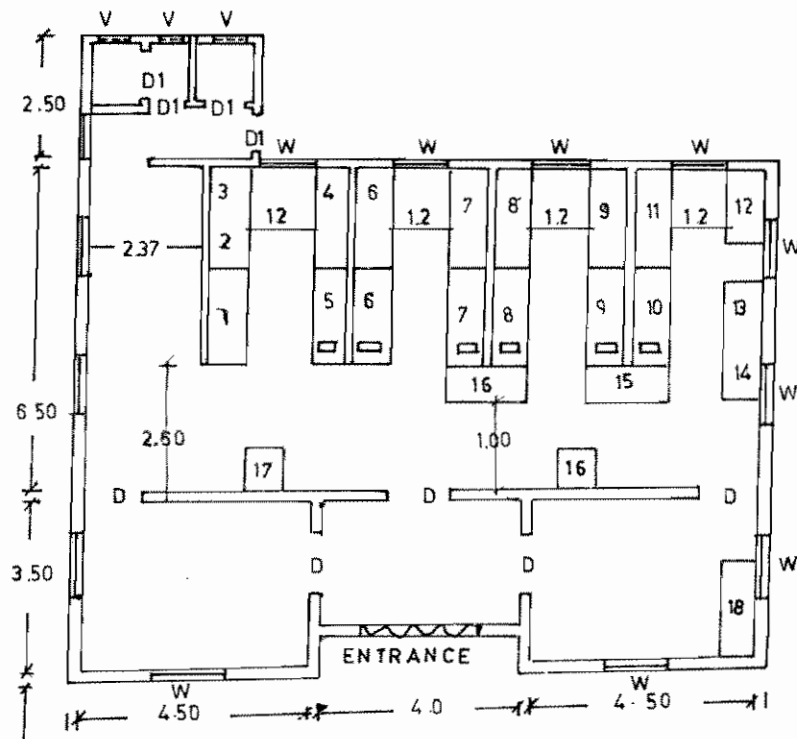 V V V
D1
2.50 D1 D1
D1 W W W W
3 4 6 7 8 9 11 12
12 1.2 1.2 1.2
2
2.37 W
5 6 7 8 9 10 13
1
16 15 14 W
6.50 2.60 1.00
17 16
D D D
3.50 D D W
18
ENTRANCE
W W
4.50 4.0 4.50